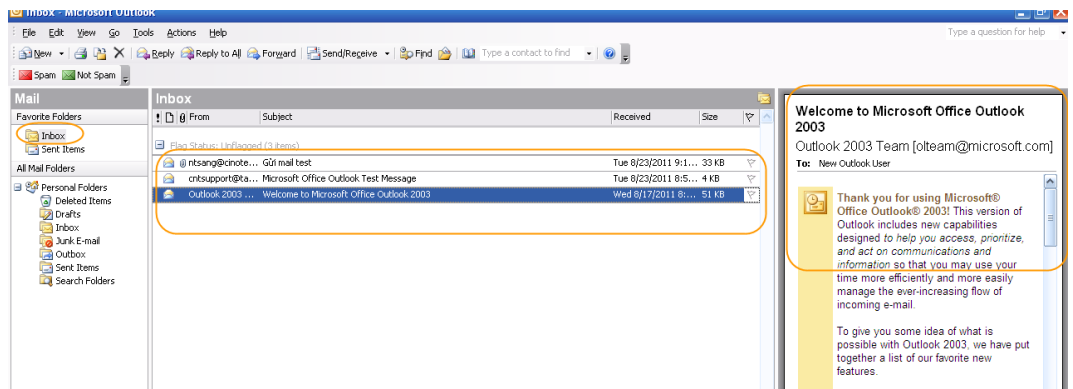 Inbox - Microsoft Outlook
File Edit View Go Tools Actions Help Type a question for help
New Reply Reply to All Forward Send/Receive Find Type a contact to find
Spam Not Spam
Mail
Favorite Folders
Inbox
Sent Items
All Mail Folders
Personal Folders
Deleted Items
Drafts
Inbox
Junk E-mail
Outbox
Sent Items
Search Folders
Inbox
! From Subject Received Size
Flag Status: Unflagged (3 items)
ntsang@cinote... Gửi mail test Tue 8/23/2011 9:1... 33 KB
cntsupport@ta... Microsoft Office Outlook Test Message Tue 8/23/2011 8:5... 4 KB
Outlook 2003 ... Welcome to Microsoft Office Outlook 2003 Wed 8/17/2011 8:... 51 KB
Welcome to Microsoft Office Outlook
2003
Outlook 2003 Team [olteam@microsoft.com]
To: New Outlook User
Thank you for using Microsoft®
Office Outlook® 2003! This version of
Outlook includes new capabilities
designed to help you access, prioritize,
and act on communications and
information so that you may use your
time more efficiently and more easily
manage the ever-increasing flow of
incoming e-mail.
To give you some idea of what is
possible with Outlook 2003, we have put
together a list of our favorite new
features.